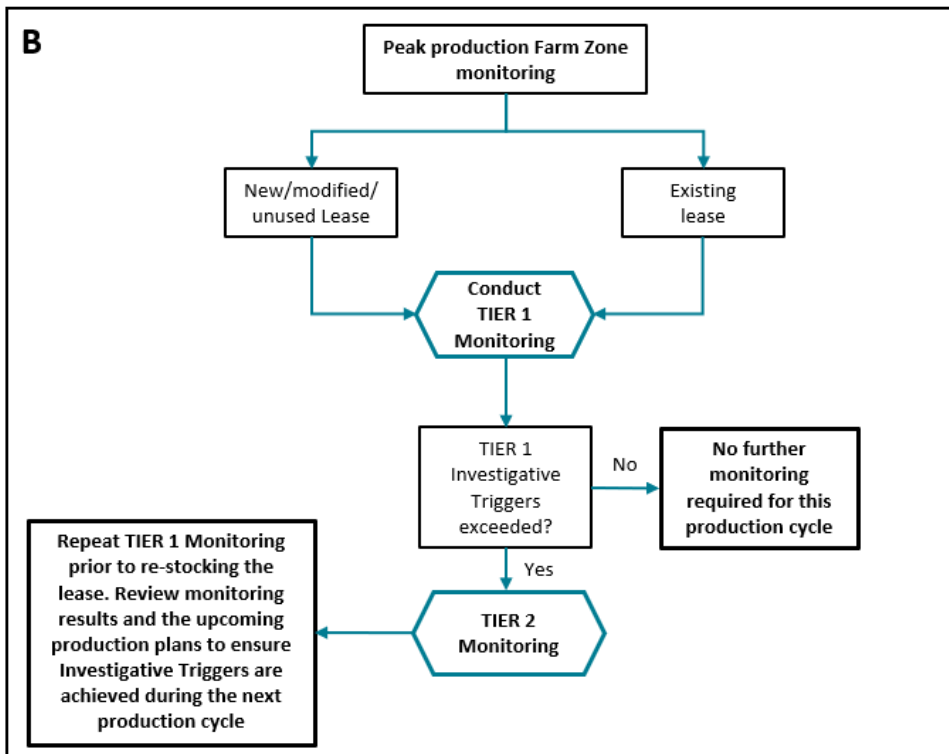 B
Peak production Farm Zone
monitoring
New/modified/
unused Lease
Existing
lease
Conduct
TIER 1
Monitoring
TIER 1
Investigative
Triggers
exceeded?
No
No further
monitoring
required for this
production cycle
Yes
TIER 2
Monitoring
Repeat TIER 1 Monitoring
prior to re-stocking the
lease. Review monitoring
results and the upcoming
production plans to ensure
Investigative Triggers are
achieved during the next
production cycle